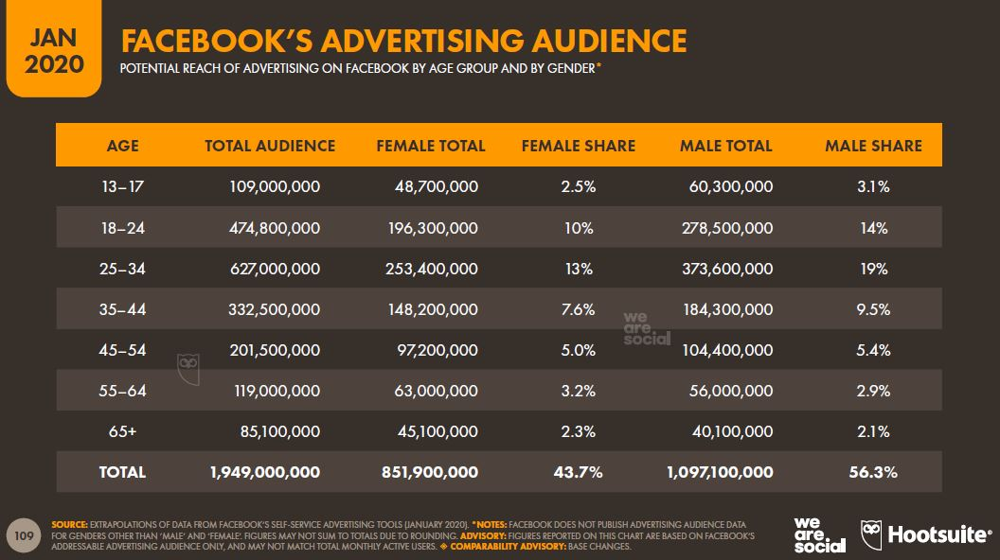 JAN
2020
FACEBOOK'S ADVERTISING AUDIENCE
POTENTIAL REACH OF ADVERTISING ON FACEBOOK BY AGE GROUP AND BY GENDER*
AGE TOTAL AUDIENCE FEMALE TOTAL FEMALE SHARE MALE TOTAL MALE SHARE
13–17 109,000,000 48,700,000 2.5% 60,300,000 3.1%
18–24 474,800,000 196,300,000 10% 278,500,000 14%
25–34 627,000,000 253,400,000 13% 373,600,000 19%
35–44 332,500,000 148,200,000 7.6% 184,300,000 9.5%
we
are
social
45–54 201,500,000 97,200,000 5.0% 104,400,000 5.4%
55–64 119,000,000 63,000,000 3.2% 56,000,000 2.9%
65+ 85,100,000 45,100,000 2.3% 40,100,000 2.1%
TOTAL 1,949,000,000 851,900,000 43.7% 1,097,100,000 56.3%
109
SOURCE: EXTRAPOLATIONS OF DATA FROM FACEBOOK'S SELF-SERVICE ADVERTISING TOOLS (JANUARY 2020). *NOTES: FACEBOOK DOES NOT PUBLISH ADVERTISING AUDIENCE DATA
FOR GENDERS OTHER THAN 'MALE' AND 'FEMALE'. FIGURES MAY NOT SUM TO TOTALS DUE TO ROUNDING. ADVISORY: FIGURES REPORTED ON THIS CHART ARE BASED ON FACEBOOK'S
ADDRESSABLE ADVERTISING AUDIENCE ONLY, AND MAY NOT MATCH TOTAL MONTHLY ACTIVE USERS. ◈ COMPARABILITY ADVISORY: BASE CHANGES.
we
are
social
Hootsuite®